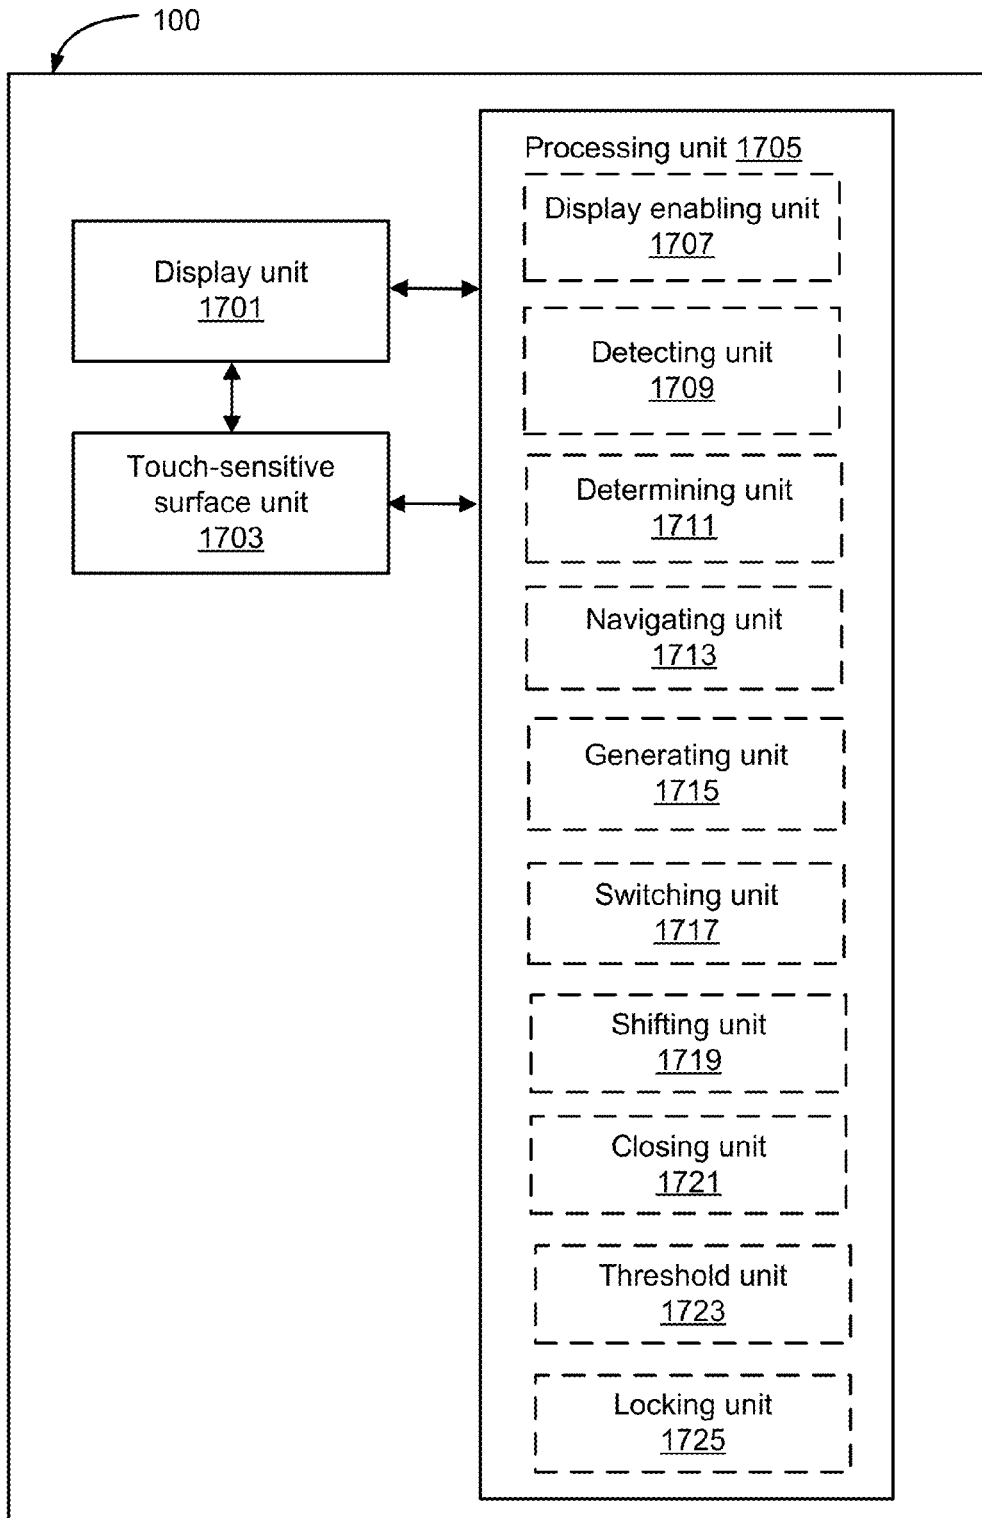 100
Processing unit 1705
Display enabling unit
1707
Display unit
1701
Detecting unit
1709
Touch-sensitive
surface unit
1703
Determining unit
1711
Navigating unit
1713
Generating unit
1715
Switching unit
1717
Shifting unit
1719
Closing unit
1721
Threshold unit
1723
Locking unit
1725